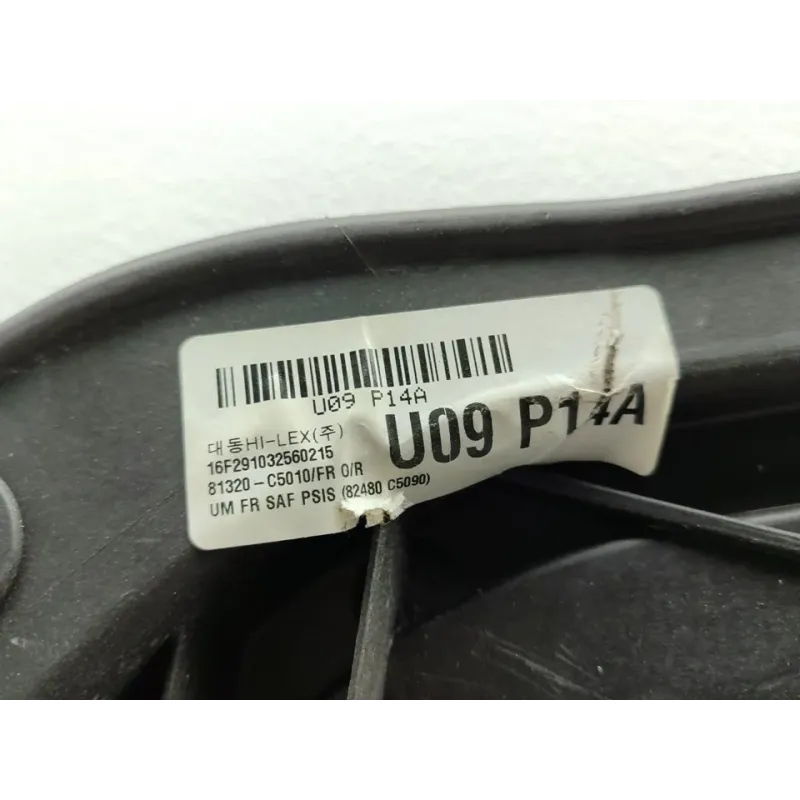 U09 P14A
대동HI-LEX(주)
U09 P14A
16F291032560215
81320-C5010/FR O/R
UM FR SAF PSIS (82480 C5090)